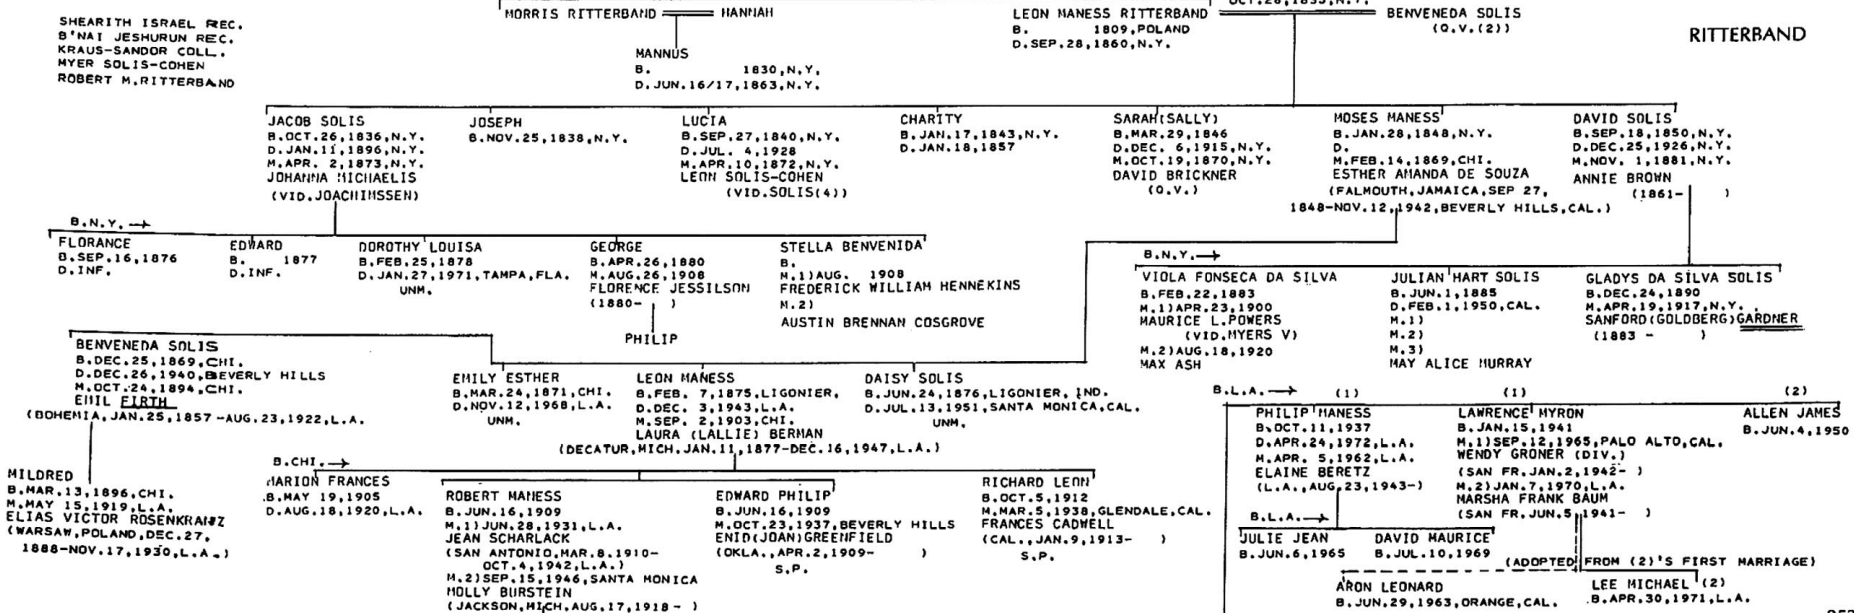 SHEARITH ISRAEL REC.
B'NAI JESHURUN REC.
KRAUS-SANDOR COLL.
MYER SOLIS-COHEN
ROBERT M.RITTERBAND
RITTERBAND
MORRIS RITTERBAND
HANNAH
MANNUS
B. 1830,N.Y.
D.JUN.16/17,1863,N.Y.
OCT.28,1835,N.Y.
LEON MANESS RITTERBAND
B. 1809,POLAND
D.SEP.28,1860,N.Y.
BENVENEDA SOLIS
(Q.V.(2))
JACOB SOLIS
B.OCT.26,1836,N.Y.
D.JAN.11,1896,N.Y.
M.APR. 2,1873,N.Y.
JOHANNA MICHAELIS
(VID.JOACHIMSSEN)
JOSEPH
B.NOV.25,1838,N.Y.
LUCIA
B.SEP.27,1840,N.Y.
D.JUL. 4,1928
M.APR.10,1872,N.Y.
LEON SOLIS-COHEN
(VID.SOLIS(4))
CHARITY
B.JAN.17,1843,N.Y.
D.JAN.18,1857
SARAH(SALLY)
B.MAR.29,1846
D.DEC. 6,1915,N.Y.
M.OCT.19,1870,N.Y.
DAVID BRICKNER
(Q.V.)
MOSES MANESS
B.JAN.28,1848,N.Y.
D.
M.FEB.14,1869,CHI.
ESTHER AMANDA DE SOUZA
(FALMOUTH,JAMAICA,SEP 27,
1848-NOV.12,1942,BEVERLY HILLS,CAL.)
DAVID SOLIS
B.SEP.18,1850,N.Y.
D.DEC.25,1926,N.Y.
M.NOV. 1,1881,N.Y.
ANNIE BROWN
(1861- )
B.N.Y.→
FLORANCE
B.SEP.16,1876
D.INF.
EDWARD
B. 1877
D.INF.
DOROTHY LOUISA
B.FEB.25,1878
D.JAN.27,1971,TAMPA,FLA.
UNM.
GEORGE
B.APR.26,1880
M.AUG.26,1908
FLORENCE JESSILSON
(1880- )
PHILIP
STELLA BENVENIDA
B.
M.1)AUG. 1908
FREDERICK WILLIAM HENNEKINS
M.2)
AUSTIN BRENNAN COSGROVE
B.N.Y.→
VIOLA FONSECA DA SILVA
B.FEB.22,1883
M.1)APR.23,1900
MAURICE L.POWERS
(VID.MYERS V)
M.2)AUG.18,1920
MAX ASH
JULIAN HART SOLIS
B.JUN.1,1885
D.FEB.1,1950,CAL.
M.1)
M.2)
M.3)
MAY ALICE MURRAY
GLADYS DA SILVA SOLIS
B.DEC.24,1890
M.APR.19,1917,N.Y.
SANFORD(GOLDBERG)GARDNER
(1883 - )
BENVENEDA SOLIS
B.DEC.25,1869,CHI.
D.DEC.26,1940,BEVERLY HILLS
M.OCT.24,1894,CHI.
EMIL FIRTH
(BOHEMIA,JAN.25,1857-AUG.23,1922,L.A.)
EMILY ESTHER
B.MAR.24,1871,CHI.
D.NOV.12,1968,L.A.
UNM.
LEON MANESS
B.FEB. 7,1875,LIGONIER,
D.DEC. 3,1943,L.A.
M.SEP. 2,1903,CHI.
LAURA (LALLIE) BERMAN
(DECATUR,MICH.JAN.11,1877-DEC.16,1947,L.A.)
DAISY SOLIS
B.JUN.24,1876,LIGONIER, IND.
D.JUL.13,1951,SANTA MONICA,CAL.
UNM.
MILDRED
B.MAR.13,1896,CHI.
M.MAY 15,1919,L.A.
ELIAS VICTOR ROSENKRANZ
(WARSAW,POLAND,DEC.27,
1888-NOV.17,1930,L.A.)
B.CHI.→
MARION FRANCES
B.MAY 19,1905
D.AUG.18,1920,L.A.
ROBERT MANESS
B.JUN.16,1909
M.1)JUN.28,1931,L.A.
JEAN SCHARLACK
(SAN ANTONIO,MAR.8,1910-
OCT.4,1942,L.A.)
M.2)SEP.15,1946,SANTA MONICA
MOLLY BURSTEIN
(JACKSON,MICH.AUG.17,1918- )
EDWARD PHILIP
B.JUN.16,1909
M.OCT.23,1937,BEVERLY HILLS
ENID(JOAN)GREENFIELD
(OKLA.,APR.2,1909- )
S.P.
RICHARD LEON
B.OCT.5,1912
M.MAR.5,1938,GLENDALE,CAL.
FRANCES CADWELL
(CAL.,JAN.9,1913- )
S.P.
B.L.A.→
(1)
(1)
(2)
PHILIP MANESS
B.OCT.11,1937
D.APR.24,1972,L.A.
M.APR. 5,1962,L.A.
ELAINE BERETZ
(L.A.,AUG.23,1943-)
LAWRENCE MYRON
B.JAN.15,1941
M.1)SEP.12,1965,PALO ALTO,CAL.
WENDY GRONER (DIV.)
(SAN FR.JAN.2,1942- )
M.2)JAN.7,1970,L.A.
MARSHA FRANK BAUM
(SAN FR.JUN.5,1941- )
ALLEN JAMES
B.JUN.4,1950
B.L.A.→
JULIE JEAN
B.JUN.6,1965
DAVID MAURICE
B.JUL.10,1969
(ADOPTED FROM (2)'S FIRST MARRIAGE)
ARON LEONARD
B.JUN.29,1963,ORANGE,CAL.
LEE MICHAEL (2)
B.APR.30,1971,L.A.